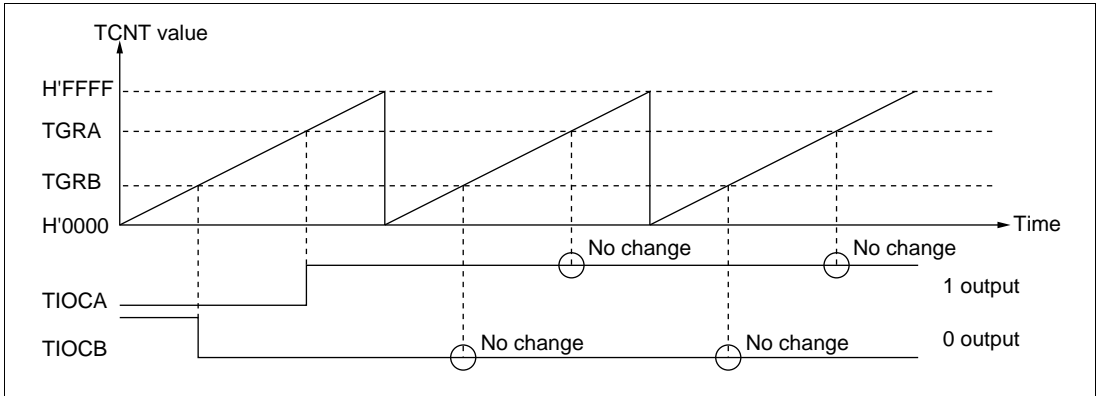 TCNT value
H'FFFF
TGRA
TGRB
H'0000
Time
No change
No change
TIOCA
1 output
No change
No change
TIOCB
0 output